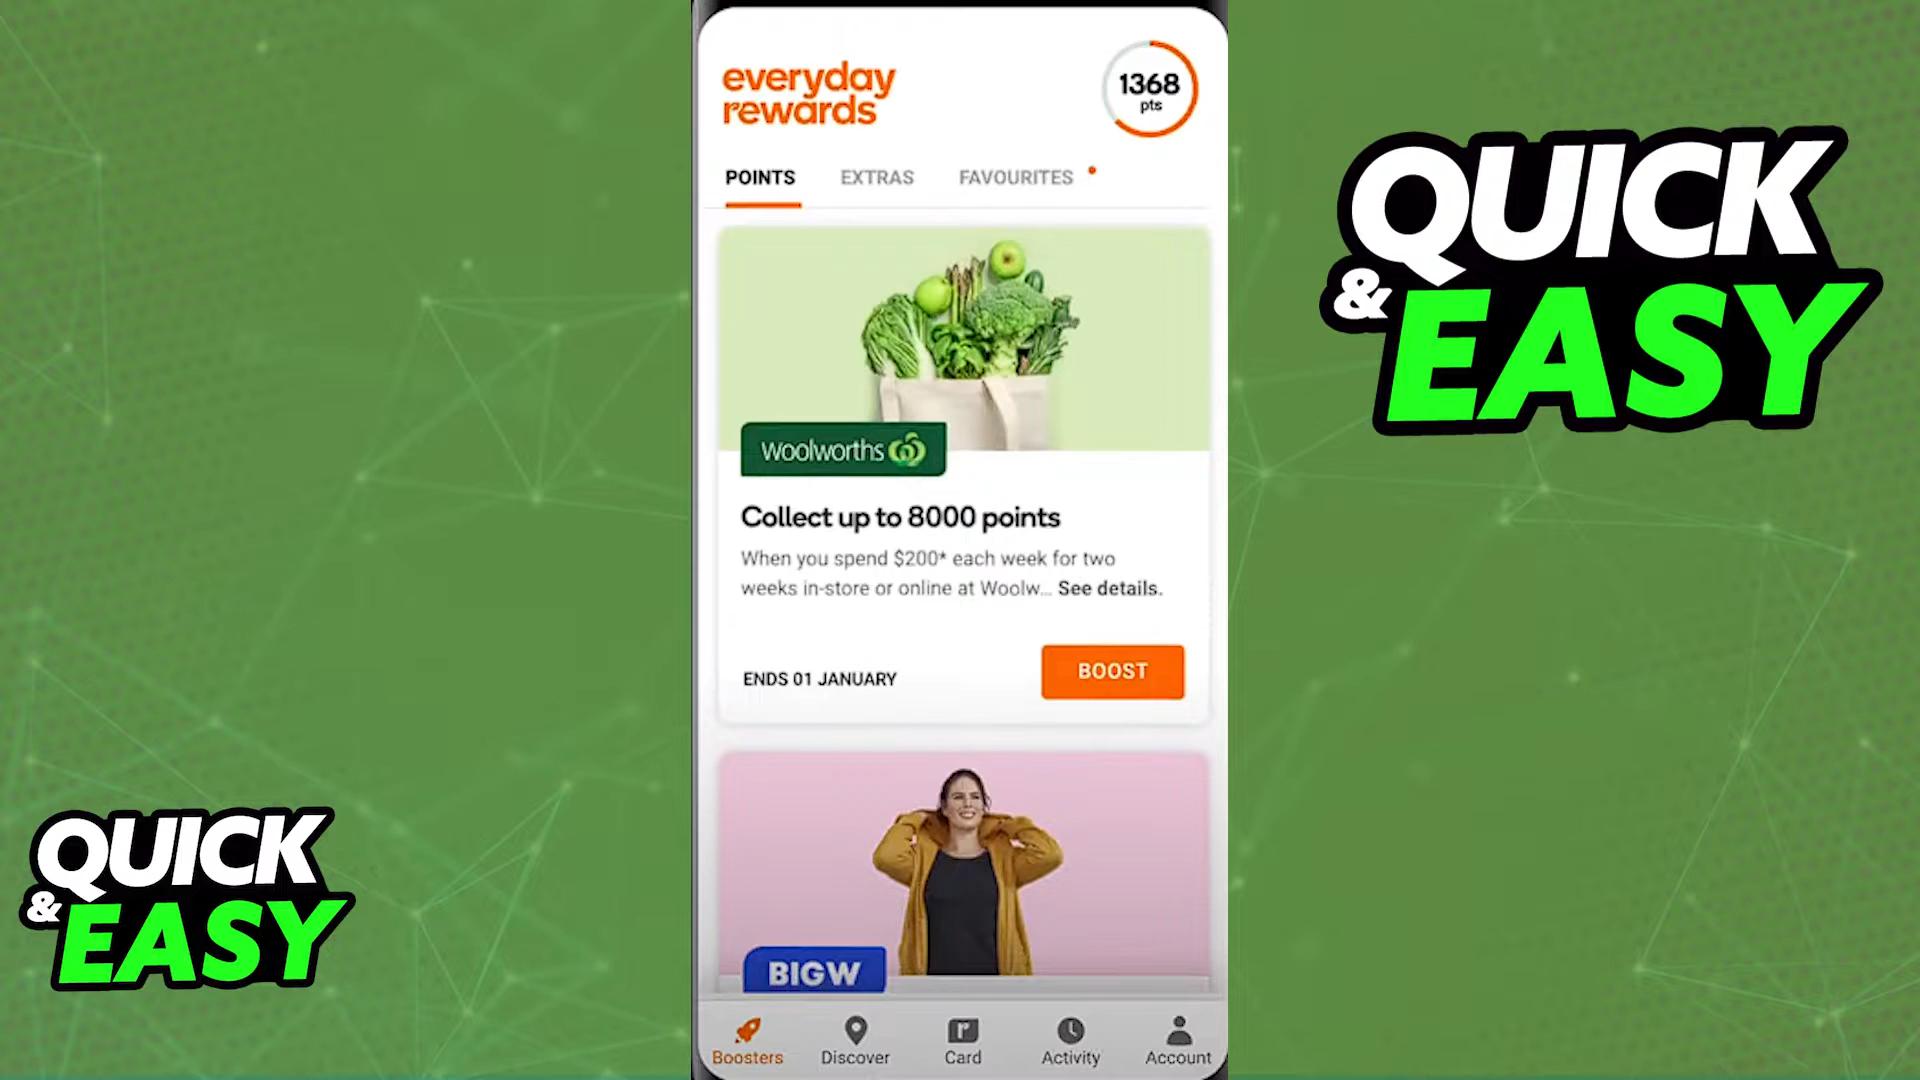 everyday
rewards
1368
pts
POINTS EXTRAS FAVOURITES
Woolworths
Collect up to 8000 points
When you spend $200* each week for two
weeks in-store or online at Woolw... See details.
ENDS 01 JANUARY
BOOST
BIGW
Boosters Discover Card Activity Account
QUICK
& EASY
QUICK
& EASY